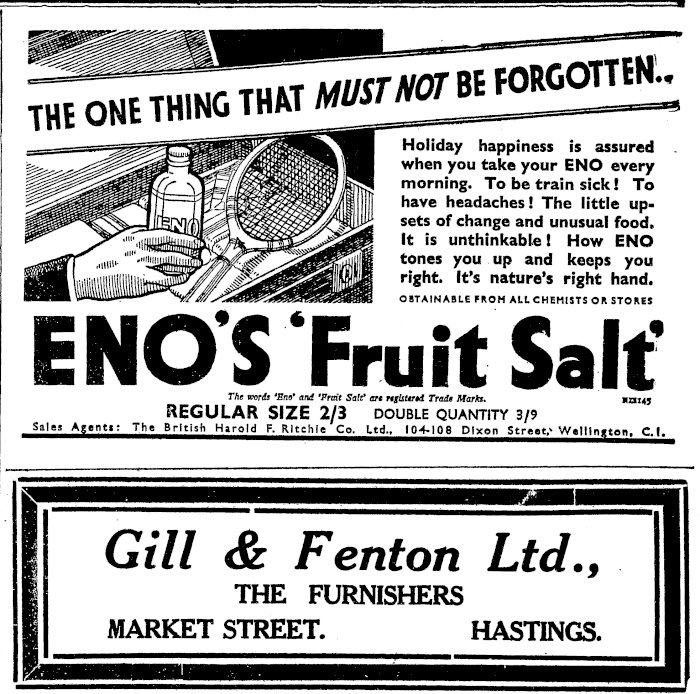 THE ONE THING THAT MUST NOT BE FORGOTTEN..
ENO
Holiday happiness is assured
when you take your ENO every
morning. To be train sick! To
have headaches! The little up-
sets of change and unusual food.
It is unthinkable! How ENO
tones you up and keeps you
right. It's nature's right hand.
OBTAINABLE FROM ALL CHEMISTS OR STORES
ENO'S 'Fruit Salt'
The words 'Eno' and 'Fruit Salt' are registered Trade Marks.
REGULAR SIZE 2/3 DOUBLE QUANTITY 3/9
Sales Agents: The British Harold F. Ritchie Co. Ltd., 104-108 Dixon Street, Wellington, C.1.
Gill & Fenton Ltd.,
THE FURNISHERS
MARKET STREET. HASTINGS.